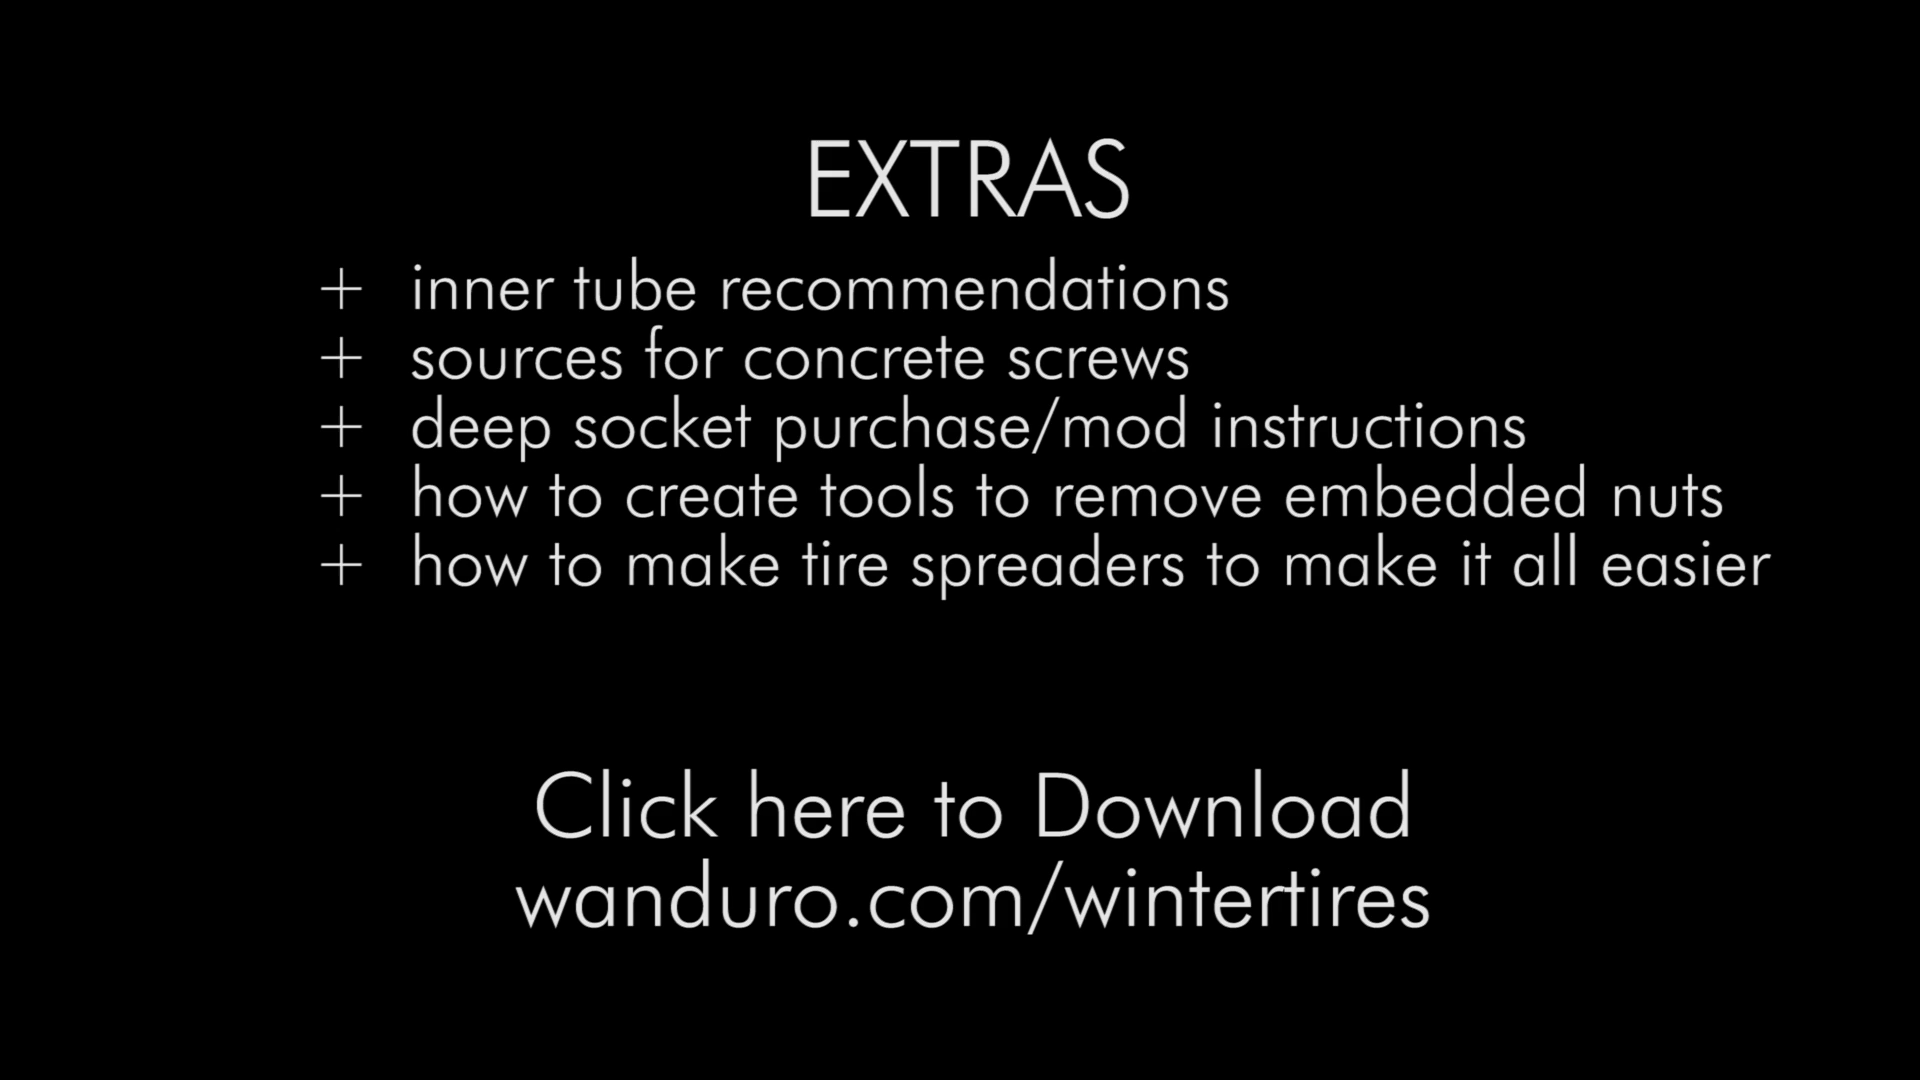 EXTRAS
+ inner tube recommendations
+ sources for concrete screws
+ deep socket purchase/mod instructions
+ how to create tools to remove embedded nuts
+ how to make tire spreaders to make it all easier
Click here to Download
wanduro.com/wintertires